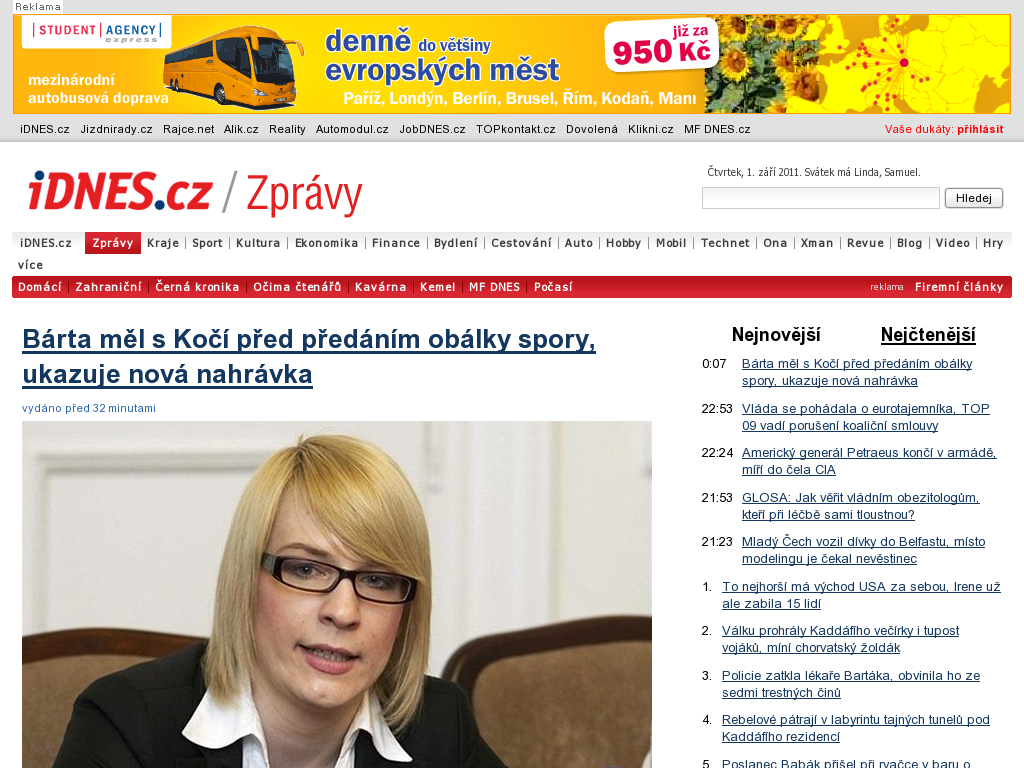 Reklama
STUDENT AGENCY
express
mezinárodní
autobusová doprava
denně do většiny
evropských měst
již za
950 Kč
Paříž, Londýn, Berlín, Brusel, Řím, Kodaň, Mann
iDNES.cz Jizdnirady.cz Rajce.net Alik.cz Reality Automodul.cz JobDNES.cz TOPkontakt.cz Dovolená Klikni.cz MF DNES.cz Vaše dukáty: přihlásit
iDNES.cz / Zprávy
Čtvrtek, 1. září 2011. Svátek má Linda, Samuel.
Hledej
iDNES.cz Zprávy Kraje Sport Kultura Ekonomika Finance Bydlení Cestování Auto Hobby Mobil Technet Ona Xman Revue Blog Video Hry
více
Domácí Zahraniční Černá kronika Očima čtenářů Kavárna Kemel MF DNES Počasí reklama Firemní články
Bárta měl s Kočí před předáním obálky spory,
ukazuje nová nahrávka
vydáno před 32 minutami
Nejnovější Nejčtenější
0:07 Bárta měl s Kočí před předáním obálky
spory, ukazuje nová nahrávka
22:53 Vláda se pohádala o eurotajemníka, TOP
09 vadí porušení koaliční smlouvy
22:24 Americký generál Petraeus končí v armádě,
míří do čela CIA
21:53 GLOSA: Jak věřit vládním obezitologům,
kteří při léčbě sami tloustnou?
21:23 Mladý Čech vozil dívky do Belfastu, místo
modelingu je čekal nevěstinec
1. To nejhorší má východ USA za sebou, Irene už
ale zabila 15 lidí
2. Válku prohrály Kaddáfího večírky i tupost
vojáků, míní chorvatský žoldák
3. Policie zatkla lékaře Bartáka, obvinila ho ze
sedmi trestných činů
4. Rebelové pátrají v labyrintu tajných tunelů pod
Kaddáfího rezidencí
5. Poslanec Babák přišel při rvačce v baru o